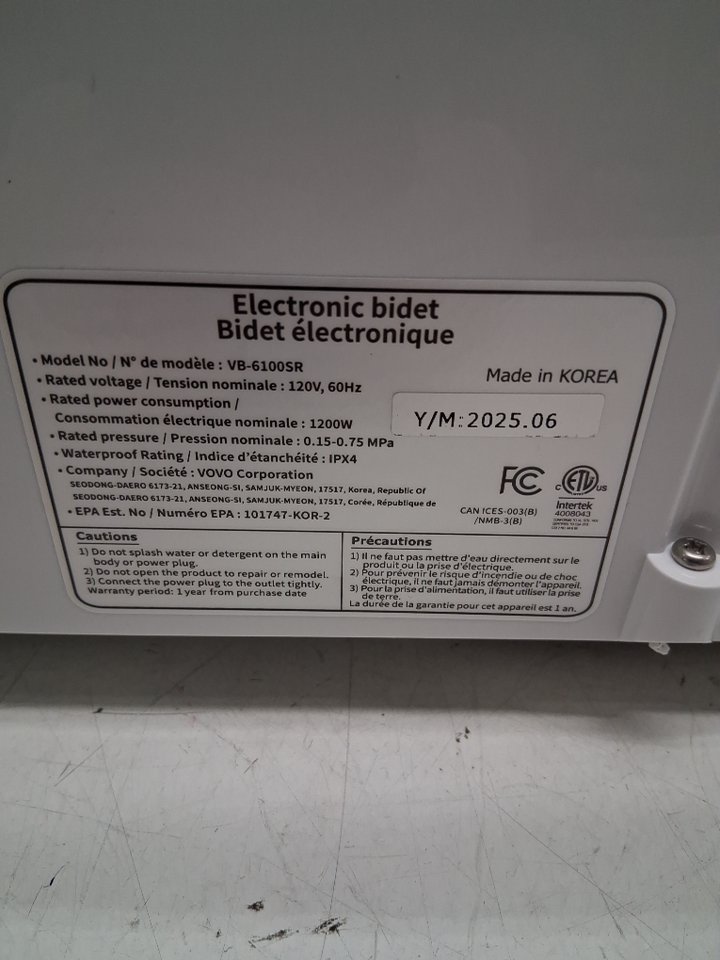 Electronic bidet
Bidet électronique
• Model No / N° de modèle : VB-6100SR
• Rated voltage / Tension nominale : 120V, 60Hz
• Rated power consumption /
Consommation électrique nominale : 1200W
• Rated pressure / Pression nominale : 0.15-0.75 MPa
• Waterproof Rating / Indice d'étanchéité : IPX4
• Company / Société : VOVO Corporation
SEODONG-DAERO 6173-21, ANSEONG-SI, SAMJUK-MYEON, 17517, Korea, Republic Of
SEODONG-DAERO 6173-21, ANSEONG-SI, SAMJUK-MYEON, 17517, Corée, République de
• EPA Est. No / Numéro EPA : 101747-KOR-2
Made in KOREA
Y/M: 2025.06
FC
CAN ICES-003(B)
/NMB-3(B)
c ETL us
Intertek
4008043
Cautions
1) Do not splash water or detergent on the main
body or power plug.
2) Do not open the product to repair or remodel.
3) Connect the power plug to the outlet tightly.
Warranty period: 1 year from purchase date
Précautions
1) Il ne faut pas mettre d'eau directement sur le
produit ou la prise d'électrique.
2) Pour prévenir le risque d'incendie ou de choc
électrique, il ne faut jamais démonter l'appareil.
3) Pour la prise d'alimentation, il faut utiliser la prise
de terre.
La durée de la garantie pour cet appareil est 1 an.